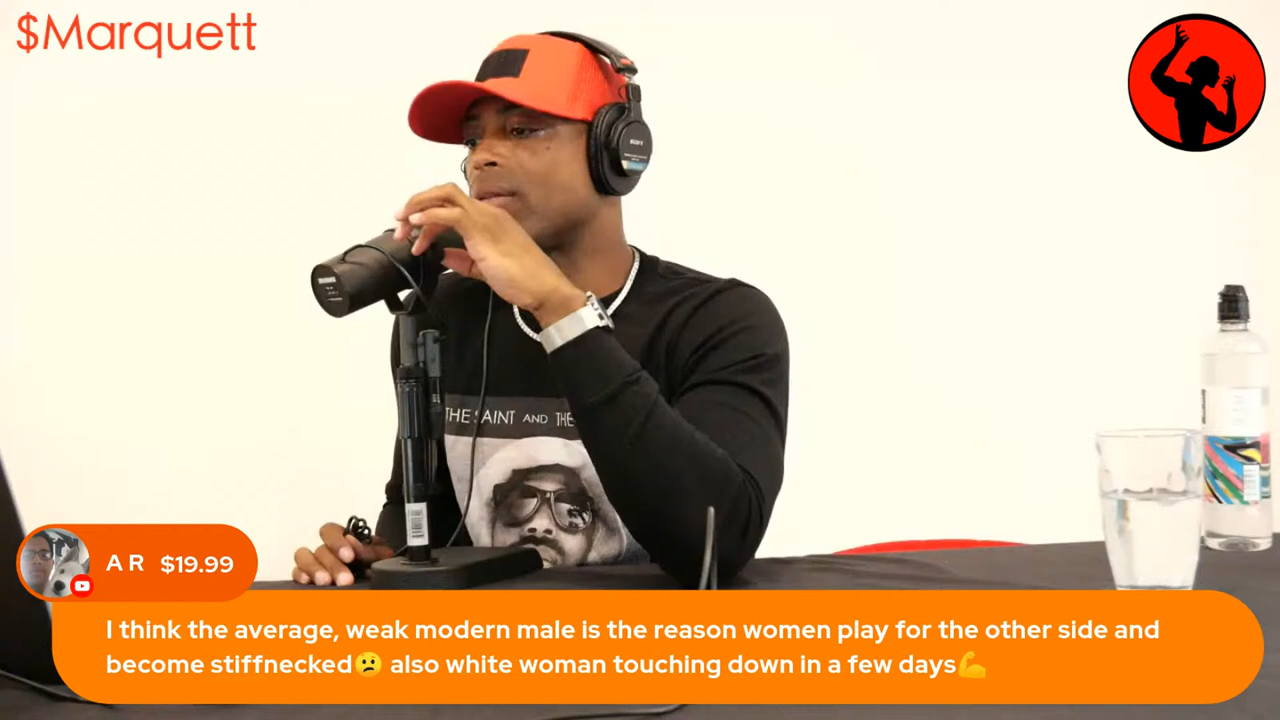 $Marquett
SONY
THE SAINT AND THE
A R $19.99
I think the average, weak modern male is the reason women play for the other side and
become stiffnecked😕 also white woman touching down in a few days💪